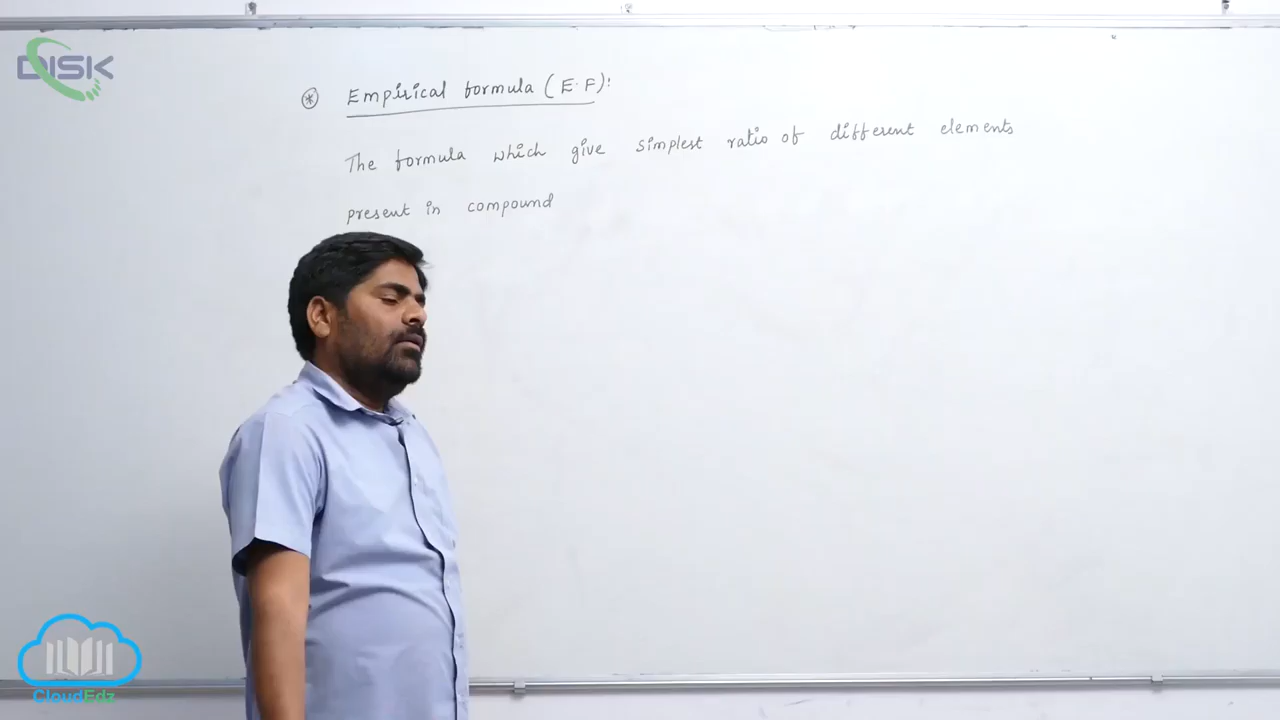 DISK
⊛ Empirical formula (E.F):
The formula which give simplest ratio of different elements
present in compound
CloudEdz